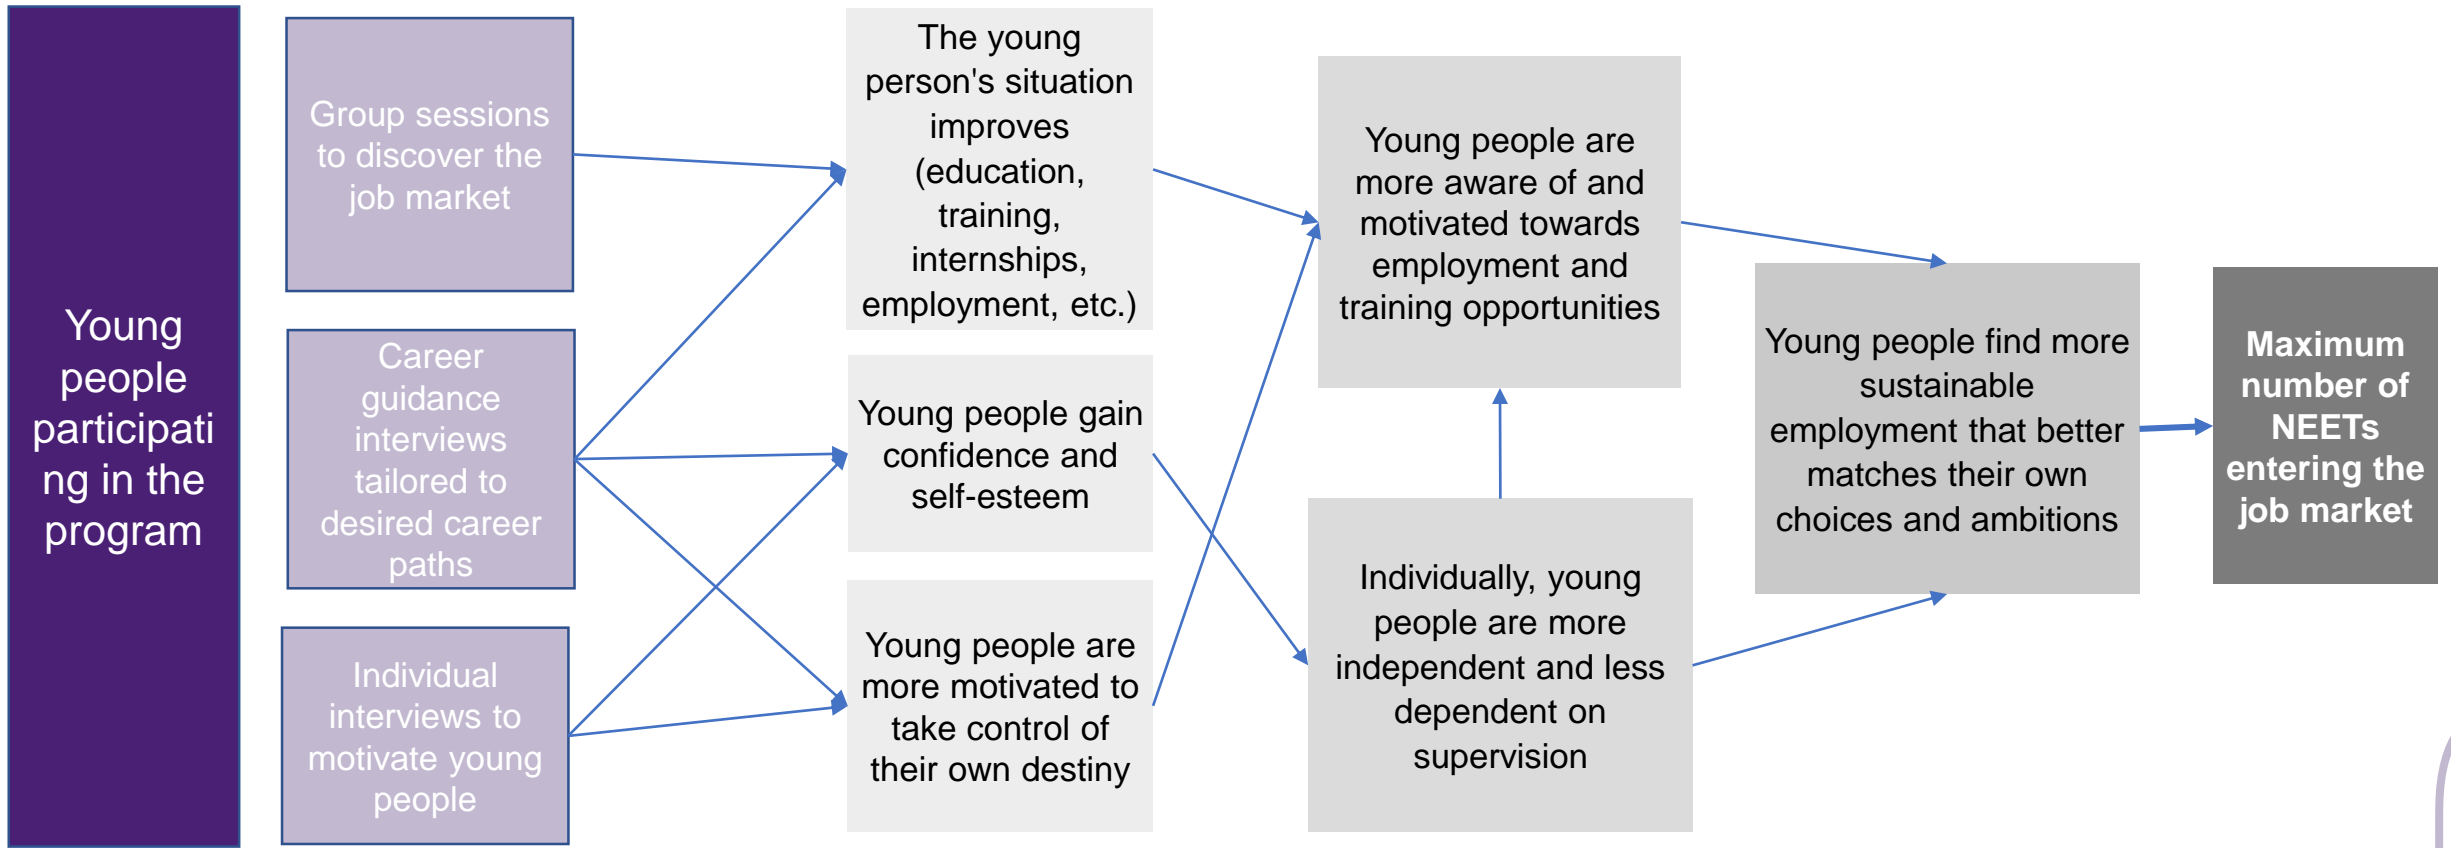 Young
people
participati
ng in the
program
Group sessions
to discover the
job market
Career
guidance
interviews
tailored to
desired career
paths
Individual
interviews to
motivate young
people
The young
person's situation
improves
(education,
training,
internships,
employment, etc.)
Young people gain
confidence and
self-esteem
Young people are
more motivated to
take control of
their own destiny
Young people are
more aware of and
motivated towards
employment and
training opportunities
Individually, young
people are more
independent and less
dependent on
supervision
Young people find more
sustainable
employment that better
matches their own
choices and ambitions
Maximum
number of
NEETs
entering the
job market